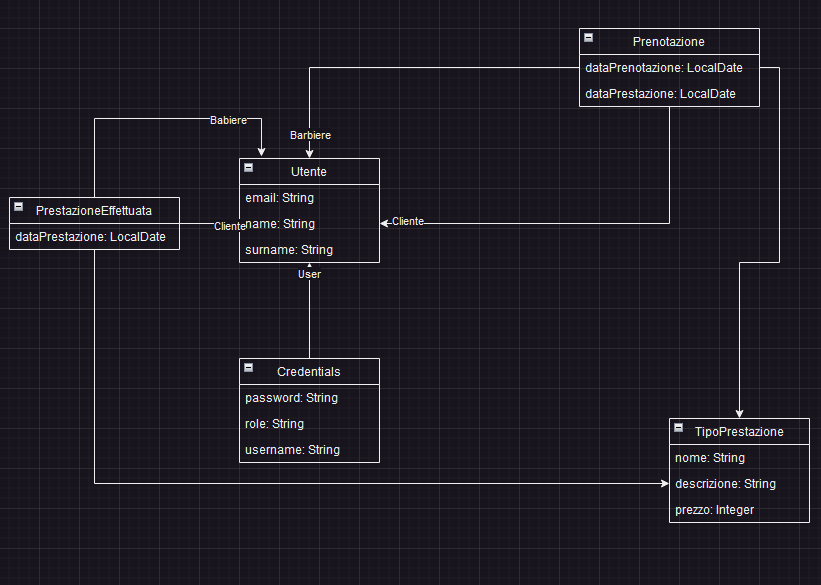 Prenotazione
dataPrenotazione: LocalDate
dataPrestazione: LocalDate
Babiere
Barbiere
Utente
email: String
name: String
surname: String
PrestazioneEffettuata
dataPrestazione: LocalDate
Cliente
Cliente
User
Credentials
password: String
role: String
username: String
TipoPrestazione
nome: String
descrizione: String
prezzo: Integer